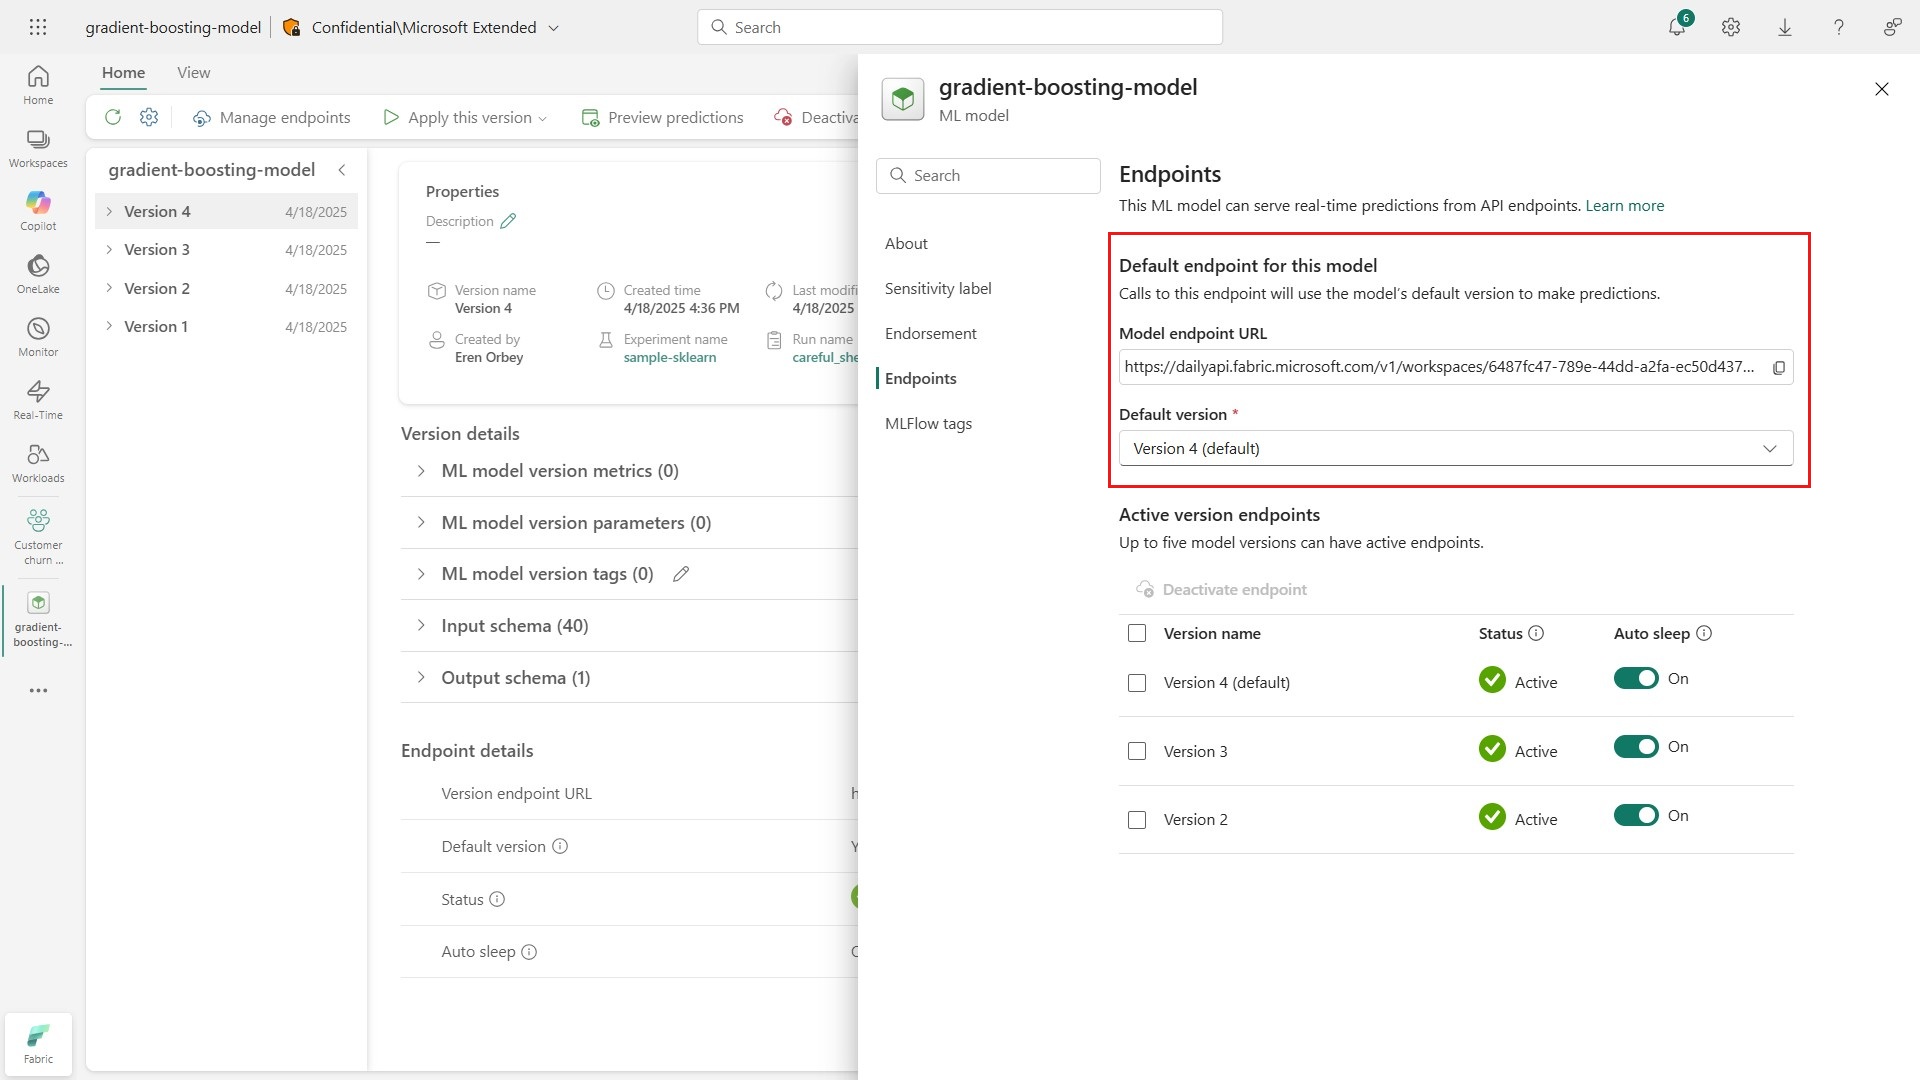 gradient-boosting-model
Confidential\Microsoft Extended
Search
6
Home
Workspaces
Copilot
OneLake
Monitor
Real-Time
Workloads
Customer
churn ...
gradient-
boosting-...
Fabric
Home View
Manage endpoints
Apply this version
Preview predictions
gradient-boosting-model
Version 4 4/18/2025
Version 3 4/18/2025
Version 2 4/18/2025
Version 1 4/18/2025
Properties
Description
—
Version name
Version 4
Created time
4/18/2025 4:36 PM
4/18/2025
Created by
Eren Orbey
Experiment name
sample-sklearn
Run name
Version details
ML model version metrics (0)
ML model version parameters (0)
ML model version tags (0)
Input schema (40)
Output schema (1)
Endpoint details
Version endpoint URL
Default version
Status
Auto sleep
gradient-boosting-model
ML model
Search
About
Sensitivity label
Endorsement
Endpoints
MLFlow tags
Endpoints
This ML model can serve real-time predictions from API endpoints. Learn more
Default endpoint for this model
Calls to this endpoint will use the model's default version to make predictions.
Model endpoint URL
https://dailyapi.fabric.microsoft.com/v1/workspaces/6487fc47-789e-44dd-a2fa-ec50d437...
Default version *
Version 4 (default)
Active version endpoints
Up to five model versions can have active endpoints.
Deactivate endpoint
Version name Status Auto sleep
Version 4 (default) Active On
Version 3 Active On
Version 2 Active On